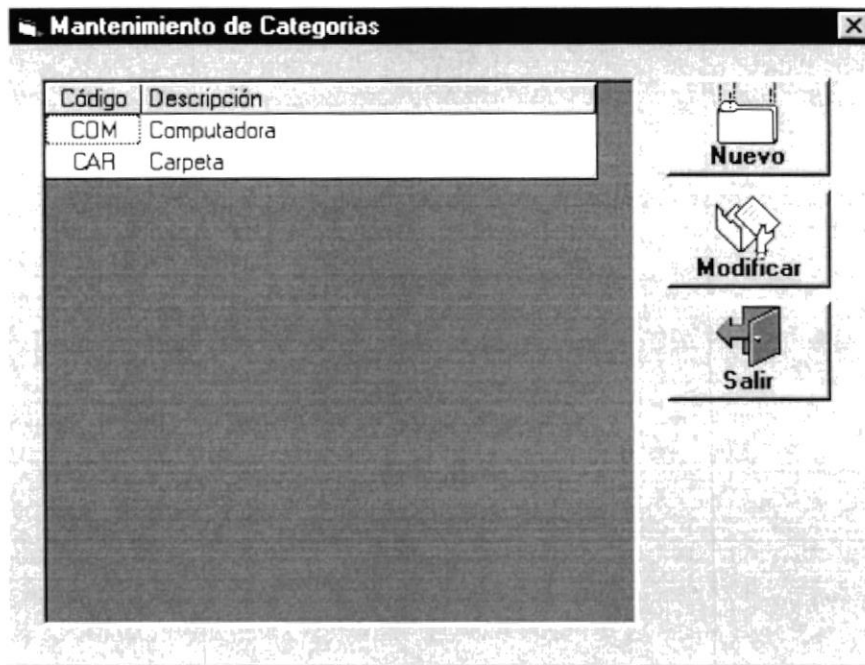 Mantenimiento de Categorias
Código Descripción
COM Computadora
CAR Carpeta
Nuevo
Modificar
Salir